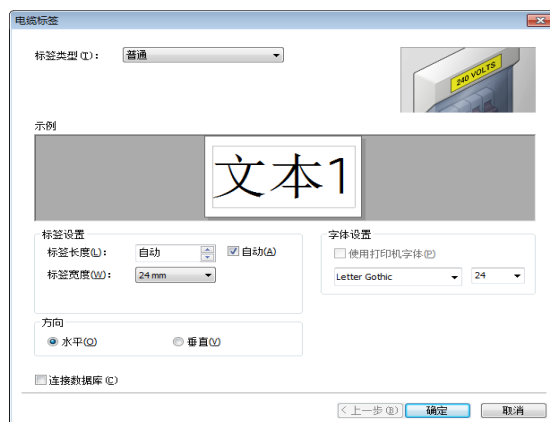 电缆标签
标签类型(T): 普通
240 VOLTS
示例
文本1
标签设置
标签长度(L): 自动 自动(A)
标签宽度(W): 24 mm
字体设置
使用打印机字体(P)
Letter Gothic 24
方向
水平(O) 垂直(V)
连接数据库(C)
< 上一步(B) 确定 取消